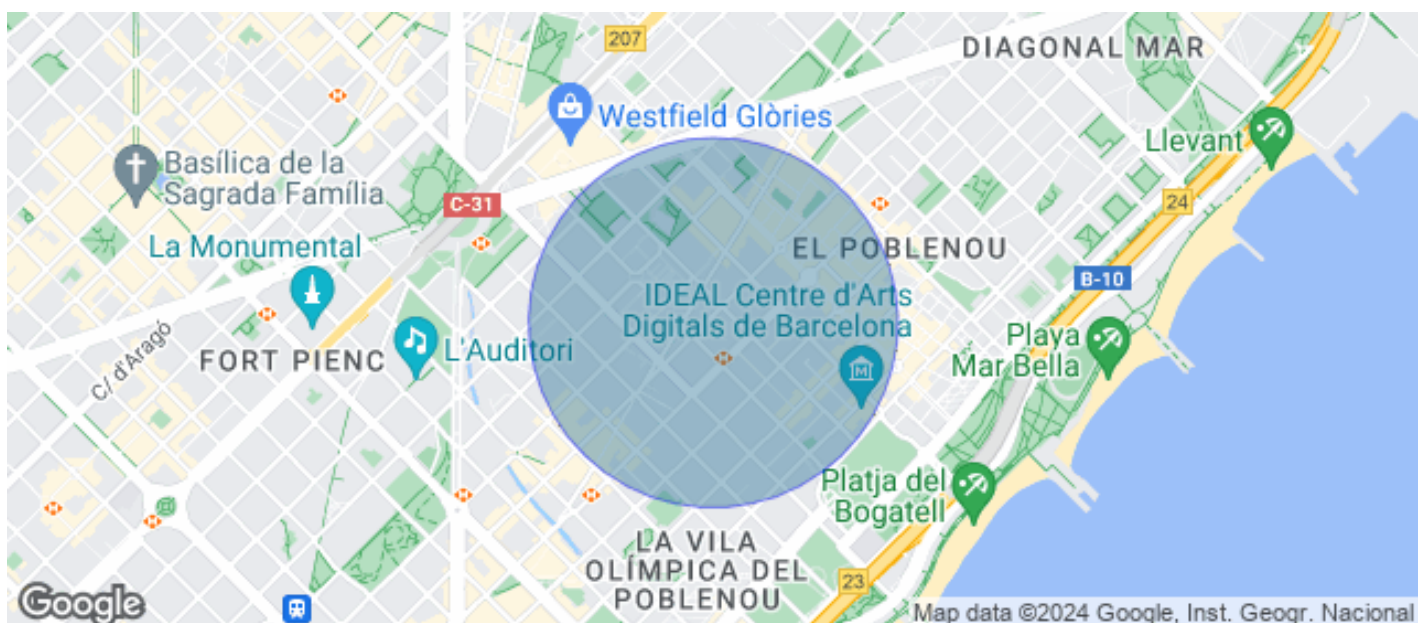 207
DIAGONAL MAR
Westfield Glòries
Llevant
Basílica de la
Sagrada Família
C-31
24
La Monumental
EL POBLENOU
B-10
IDEAL Centre d'Arts
Digitals de Barcelona
Playa
Mar Bella
C/ d'Aragó
FORT PIENC
L'Auditori
M
Platja del
Bogatell
LA VILA
OLÍMPICA DEL
POBLENOU
23
Google
Map data ©2024 Google, Inst. Geogr. Nacional